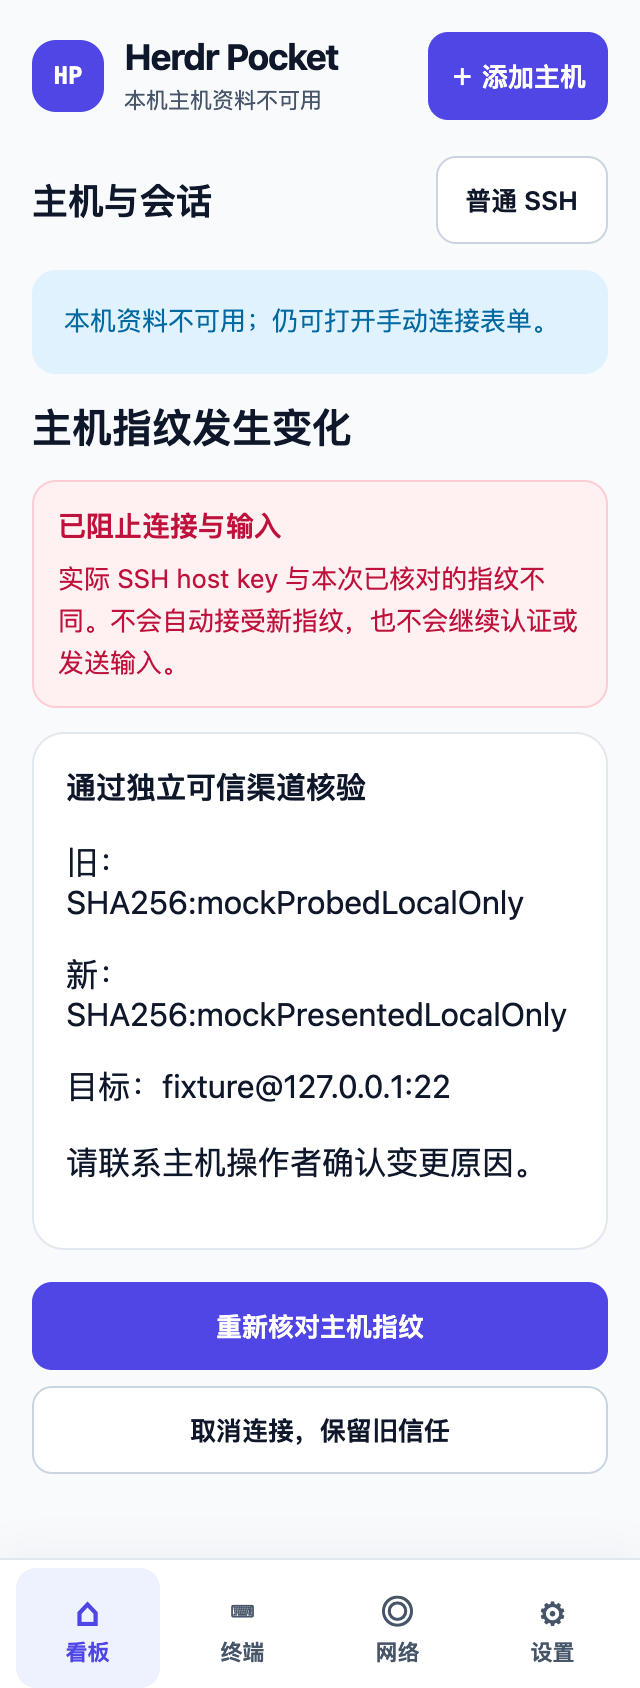 HP
Herdr Pocket
本机主机资料不可用
+ 添加主机
主机与会话
普通 SSH
本机资料不可用；仍可打开手动连接表单。
主机指纹发生变化
已阻止连接与输入
实际 SSH host key 与本次已核对的指纹不
同。不会自动接受新指纹，也不会继续认证或
发送输入。
通过独立可信渠道核验
旧：
SHA256:mockProbedLocalOnly
新：
SHA256:mockPresentedLocalOnly
目标：fixture@127.0.0.1:22
请联系主机操作者确认变更原因。
重新核对主机指纹
取消连接，保留旧信任
看板
终端
网络
设置